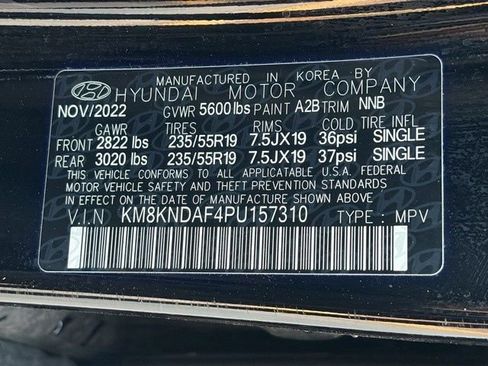 MANUFACTURED IN KOREA BY
HYUNDAI MOTOR COMPANY
NOV/2022 GVWR 5600 lbs PAINT A2B TRIM NNB
GAWR TIRES RIMS COLD TIRE INFL
FRONT 2822 lbs 235/55R19 7.5JX19 36psi SINGLE
REAR 3020 lbs 235/55R19 7.5JX19 37psi SINGLE
THIS VEHICLE CONFORMS TO ALL APPLICATABLE U.S.A. FEDERAL
MOTOR VEHICLE SAFETY AND THEFT PREVENTION STANDARDS
IN EFFECT ON THE DATE OF MANUFACTURE SHOWN ABOVE.
V.I.N KM8KNDAF4PU157310 TYPE : MPV